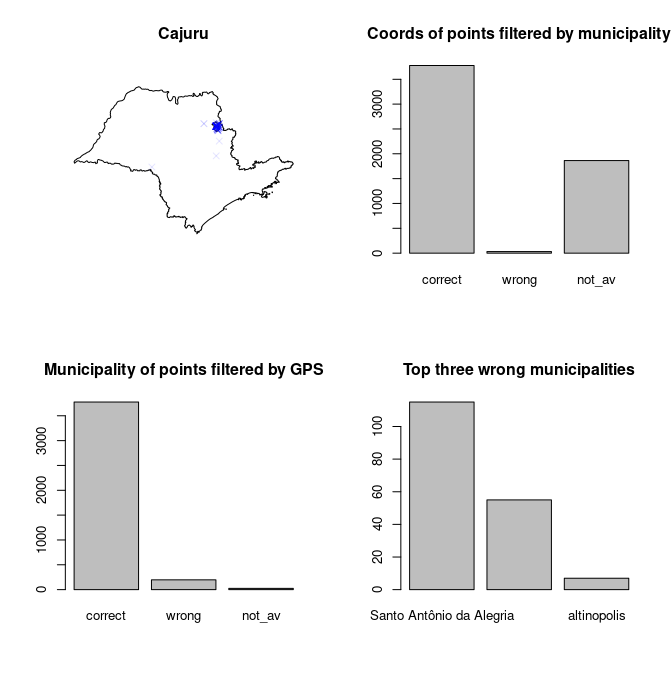 Cajuru
Coords of points filtered by municipality
3000
2000
1000
0
correct wrong not_av
Municipality of points filtered by GPS
3000
2000
1000
0
correct wrong not_av
Top three wrong municipalities
100
80
60
40
20
0
Santo Antônio da Alegria altinopolis